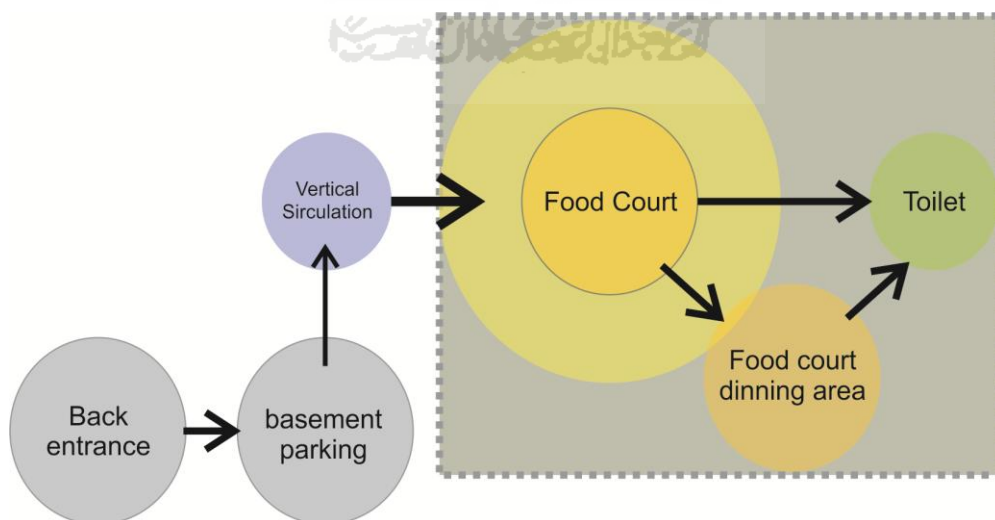 Vertical
Sirculation
Food Court
Toilet
Food court
dinning area
Back
entrance
basement
parking